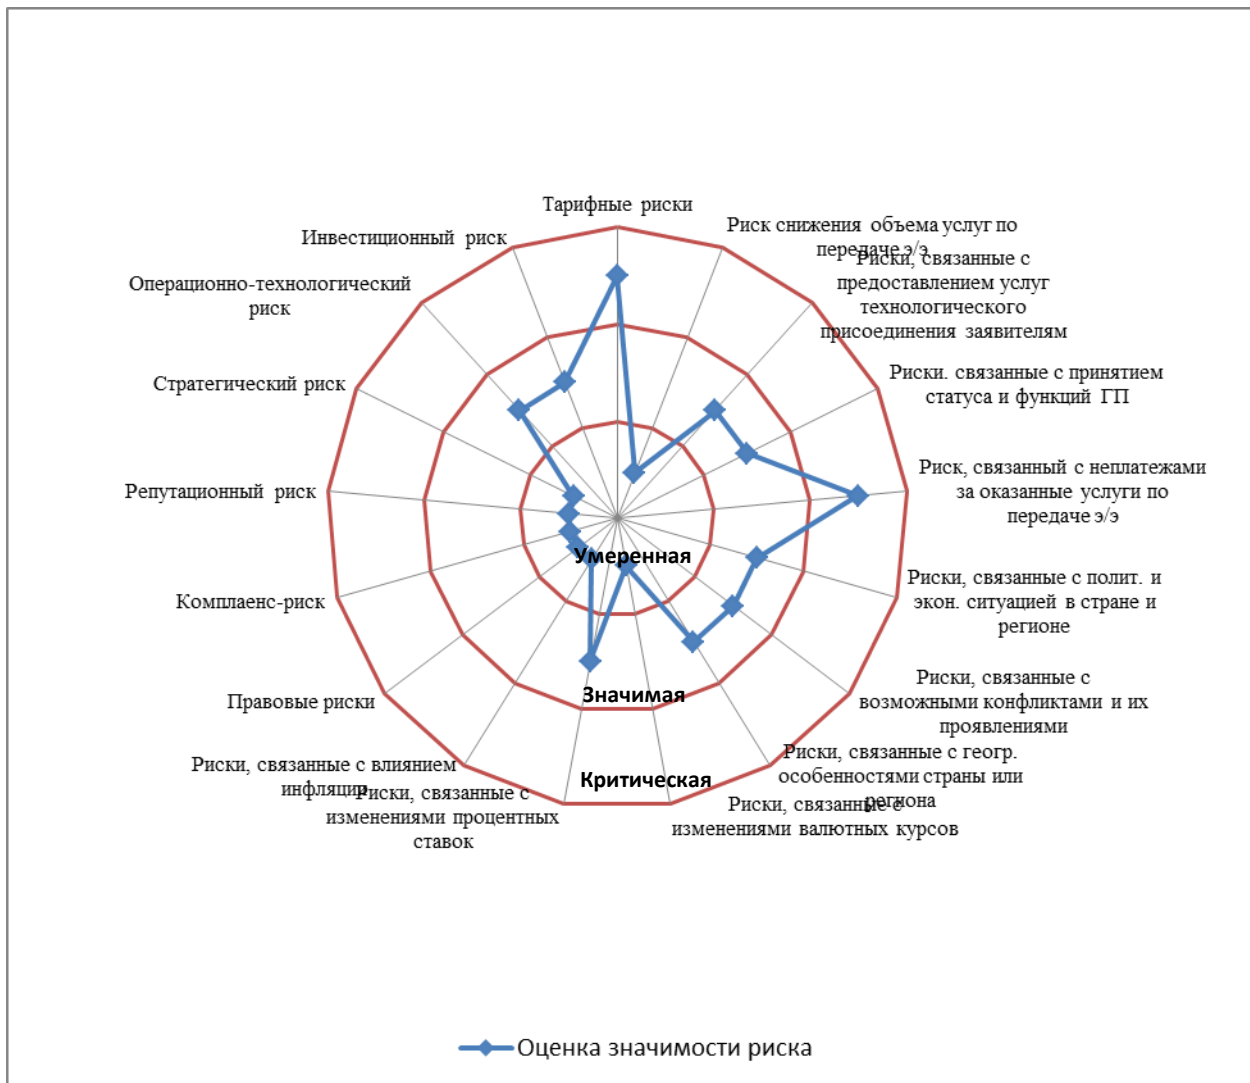 Тарифные риски
Риск снижения объема услуг по
передаче э/э
Риски, связанные с
предоставлением услуг
технологического
присоединения заявителям
Риски. связанные с принятием
статуса и функций ГП
Риск, связанный с неплатежами
за оказанные услуги по
передаче э/э
Риски, связанные с полит. и
экон. ситуацией в стране и
регионе
Риски, связанные с
возможными конфликтами и их
проявлениями
Риски, связанные с геогр.
особенностями страны или
региона
Риски, связанные с
изменениями валютных курсов
Риски, связанные с
изменениями процентных
ставок
Риски, связанные с влиянием
инфляции
Правовые риски
Комплаенс-риск
Репутационный риск
Стратегический риск
Операционно-технологический
риск
Инвестиционный риск
Умеренная
Значимая
Критическая
Оценка значимости риска